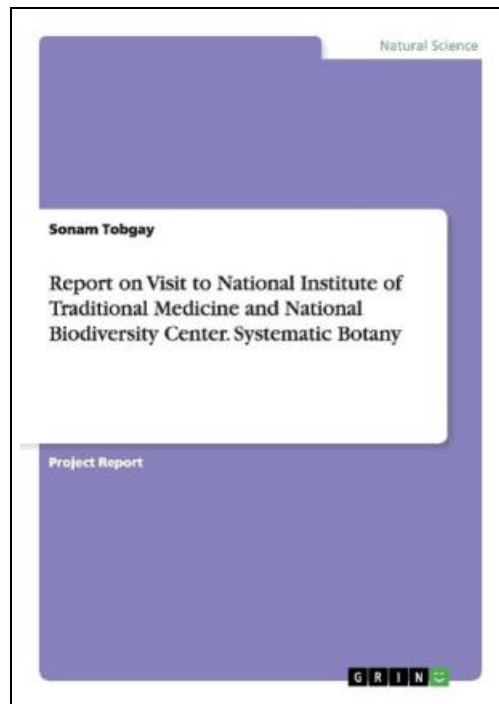 Natural Science
Sonam Tobgay
Report on Visit to National Institute of
Traditional Medicine and National
Biodiversity Center. Systematic Botany
Project Report
GRIN